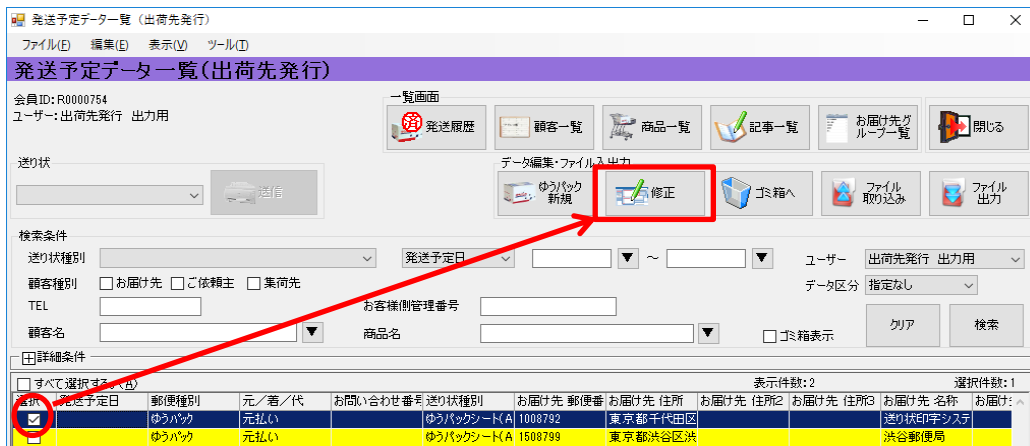 発送予定データ一覧（出荷先発行）
ファイル(F) 編集(E) 表示(V) ツール(T)
発送予定データ一覧(出荷先発行)
会員ID:R0000754
ユーザー:出荷先発行 出力用
一覧画面
済 発送履歴 顧客一覧 商品一覧 記事一覧 お届け先グループ一覧 閉じる
送り状
送信
データ編集・ファイル入出力
ゆうパック新規 修正 ゴミ箱へ ファイル取り込み ファイル出力
検索条件
送り状種別 発送予定日 ～ ユーザー 出荷先発行 出力用
顧客種別 お届け先 ご依頼主 集荷先 データ区分 指定なし
TEL お客様側管理番号
顧客名 商品名 ゴミ箱表示 クリア 検索
詳細条件
すべて選択する(A) 表示件数:2 選択件数:1
選択 発送予定日 郵便種別 元／着／代 お問い合わせ番号 送り状種別 お届け先 郵便番 お届け先 住所 お届け先 住所2 お届け先 住所3 お届け先 名称 お届け
ゆうパック 元払い ゆうパックシート(A 1008792 東京都千代田区 送り状印字システ
ゆうパック 元払い ゆうパックシート(A 1508799 東京都渋谷区渋 渋谷郵便局